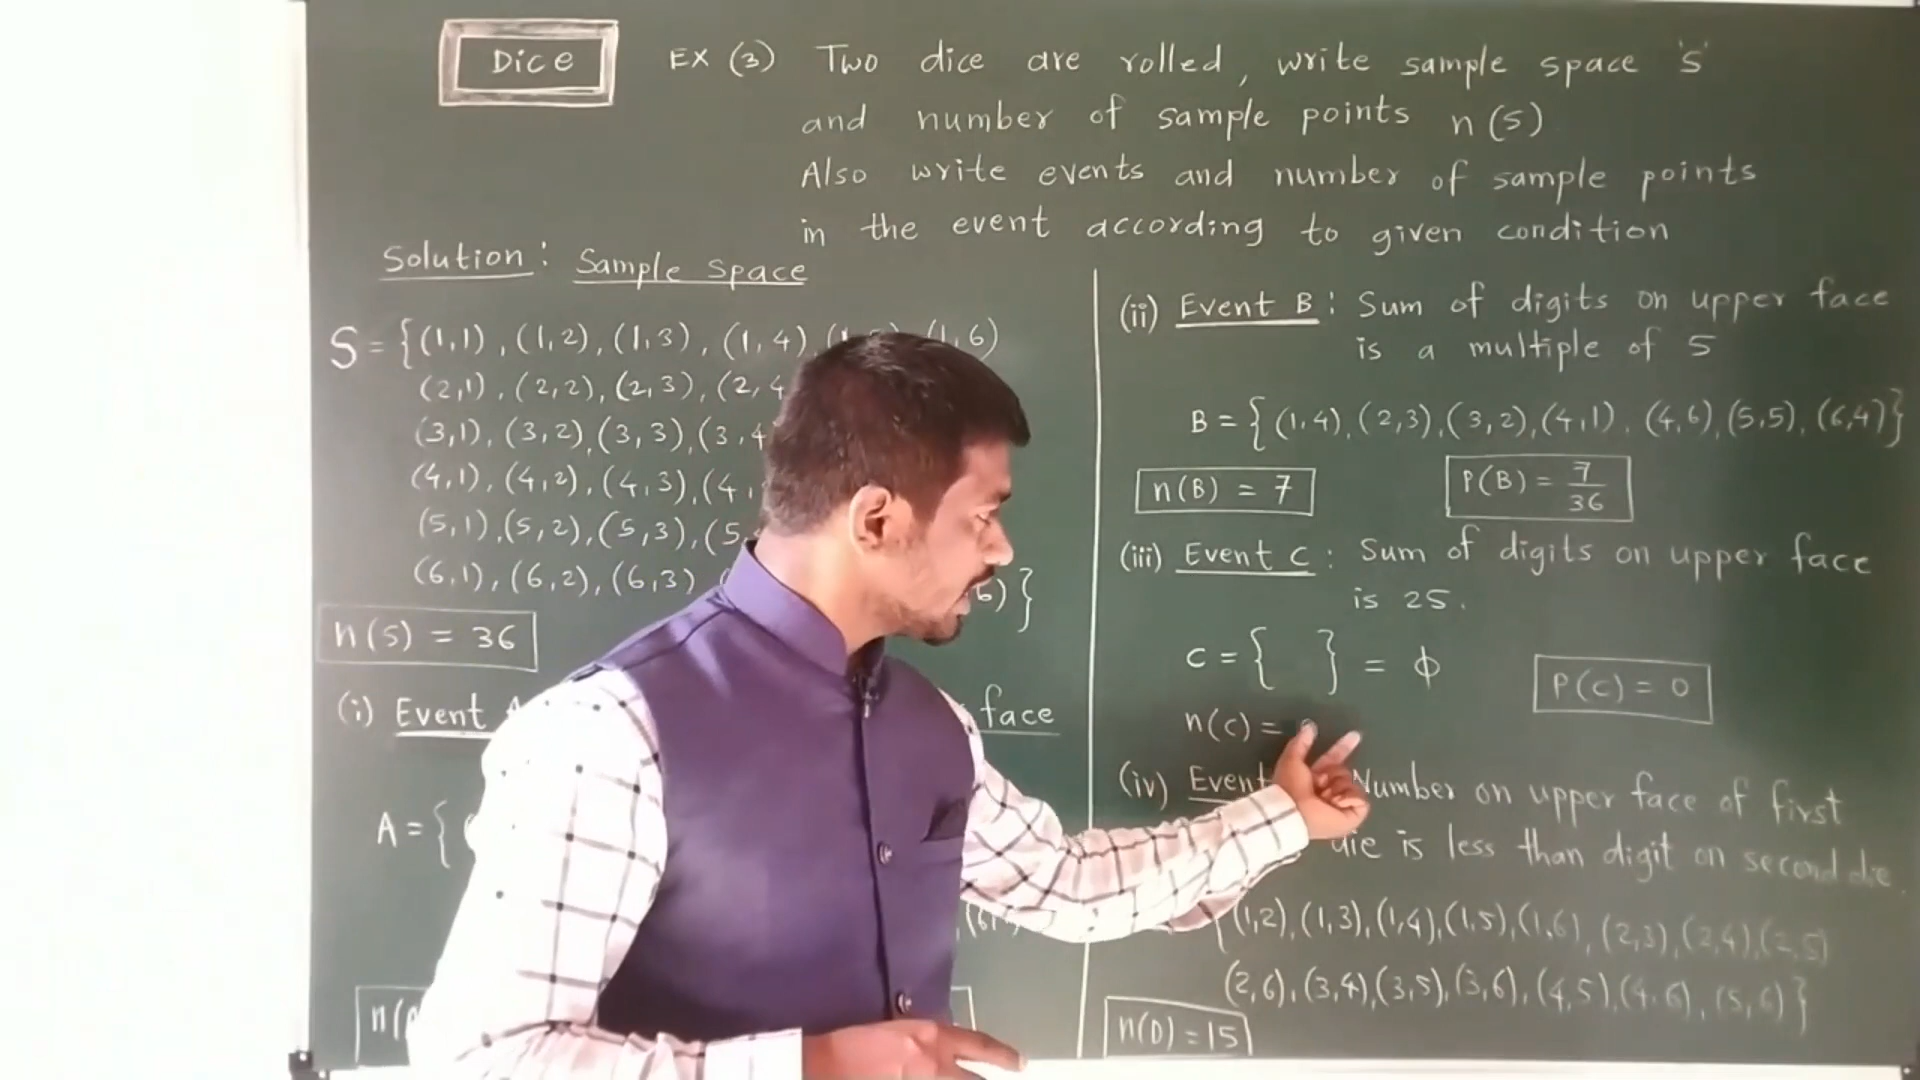 Dice
EX (3) Two dice are rolled, write sample space 's'
and number of sample points n(s)
Also write events and number of sample points
in the event according to given condition
Solution: Sample space
S = {(1,1), (1,2), (1,3), (1,4), 6)
(2,1), (2,2), (2,3), (2,4
(3,1), (3,2), (3,3), (3,4
(4,1), (4,2), (4,3), (4,
(5,1), (5,2), (5,3), (5,
(6,1), (6,2), (6,3) 6)}
n(s) = 36
(i) Event face
A = {
n(
(ii) Event B: Sum of digits on upper face
is a multiple of 5
B = {(1,4), (2,3), (3,2), (4,1), (4,6), (5,5), (6,4)}
n(B) = 7
P(B) = 7/36
(iii) Event C: Sum of digits on upper face
is 25.
C = { } = ϕ
P(C) = 0
n(C) =
(iv) Event Number on upper face of first
die is less than digit on second die.
(1,2), (1,3), (1,4), (1,5), (1,6), (2,3), (2,4), (2,5)
(2,6), (3,4), (3,5), (3,6), (4,5), (4,6), (5,6)}
n(D) = 15